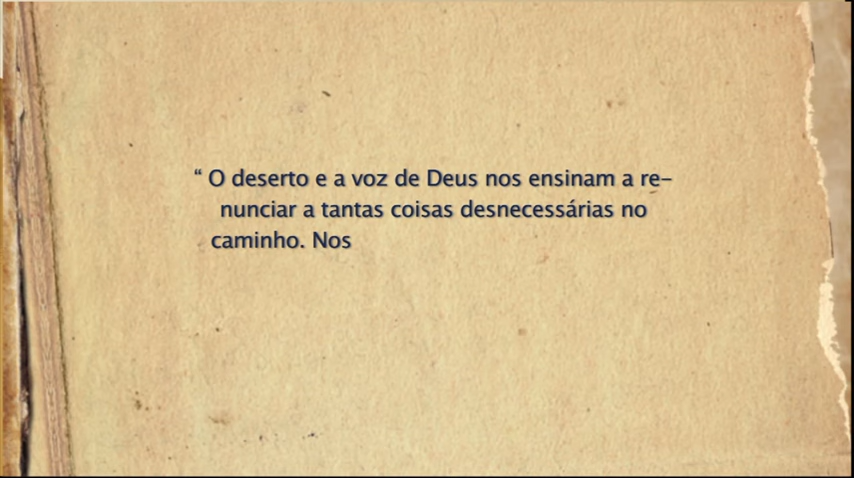 “ O deserto e a voz de Deus nos ensinam a re-
nunciar a tantas coisas desnecessárias no
caminho. Nos